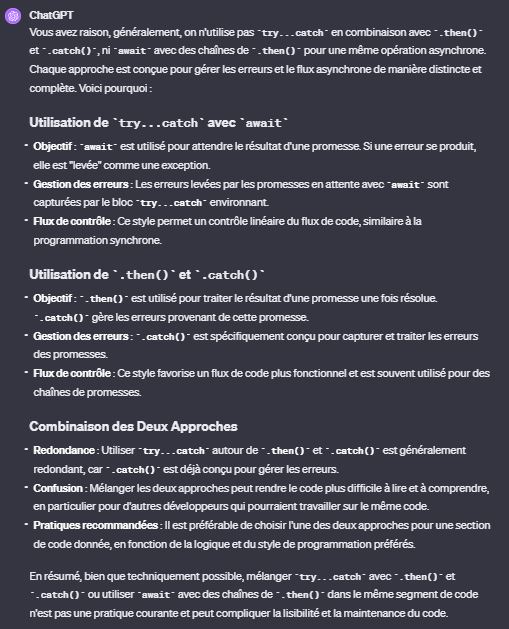 ChatGPT
Vous avez raison, généralement, on n'utilise pas `try...catch` en combinaison avec `.then()`
et `.catch()`, ni `await` avec des chaînes de `.then()` pour une même opération asynchrone.
Chaque approche est conçue pour gérer les erreurs et le flux asynchrone de manière distincte et
complète. Voici pourquoi :
Utilisation de `try...catch` avec `await`
- Objectif : `await` est utilisé pour attendre le résultat d'une promesse. Si une erreur se produit,
elle est "levée" comme une exception.
- Gestion des erreurs : Les erreurs levées par les promesses en attente avec `await` sont
capturées par le bloc `try...catch` environnant.
- Flux de contrôle : Ce style permet un contrôle linéaire du flux de code, similaire à la
programmation synchrone.
Utilisation de `.then()` et `.catch()`
- Objectif : `.then()` est utilisé pour traiter le résultat d'une promesse une fois résolue.
`.catch()` gère les erreurs provenant de cette promesse.
- Gestion des erreurs : `.catch()` est spécifiquement conçu pour capturer et traiter les erreurs
des promesses.
- Flux de contrôle : Ce style favorise un flux de code plus fonctionnel et est souvent utilisé pour des
chaînes de promesses.
Combinaison des Deux Approches
- Redondance : Utiliser `try...catch` autour de `.then()` et `.catch()` est généralement
redondant, car `.catch()` est déjà conçu pour gérer les erreurs.
- Confusion : Mélanger les deux approches peut rendre le code plus difficile à lire et à comprendre,
en particulier pour d'autres développeurs qui pourraient travailler sur le même code.
- Pratiques recommandées : Il est préférable de choisir l'une des deux approches pour une section
de code donnée, en fonction de la logique et du style de programmation préférés.
En résumé, bien que techniquement possible, mélanger `try...catch` avec `.then()` et
`.catch()` ou utiliser `await` avec des chaînes de `.then()` dans le même segment de code
n'est pas une pratique courante et peut compliquer la lisibilité et la maintenance du code.